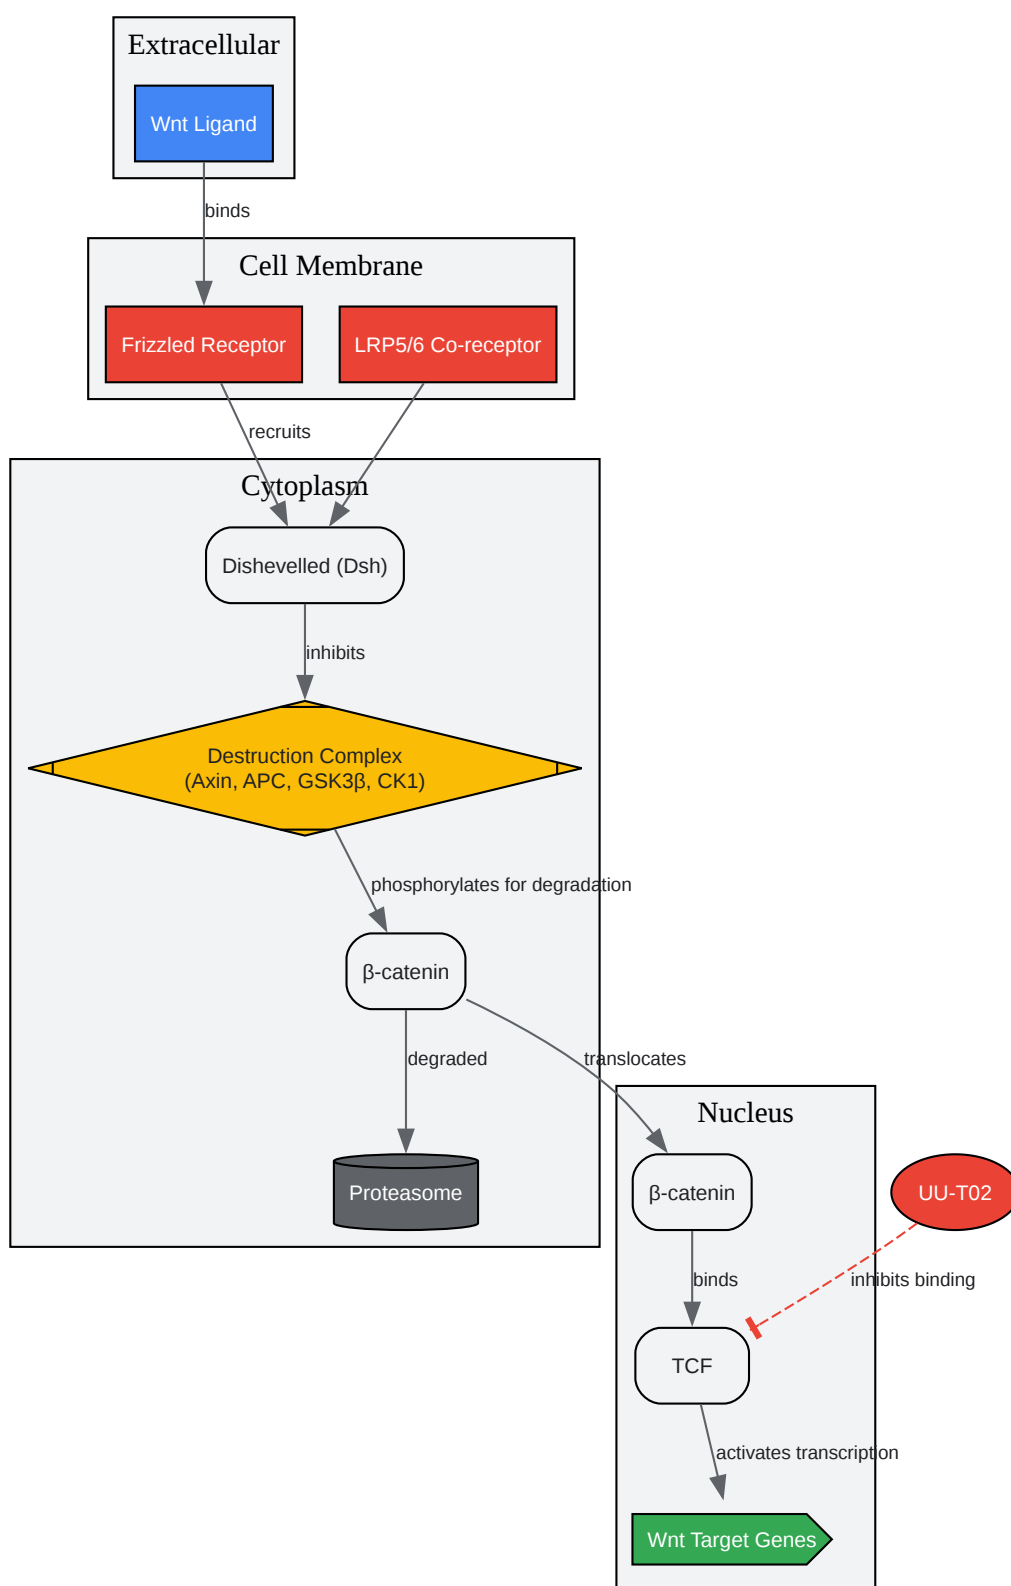 Extracellular
Wnt Ligand
binds
Cell Membrane
Frizzled Receptor
LRP5/6 Co-receptor
recruits
Cytoplasm
Dishevelled (Dsh)
inhibits
Destruction Complex
(Axin, APC, GSK3β, CK1)
phosphorylates for degradation
β-catenin
degraded
translocates
Nucleus
Proteasome
β-catenin
UU-T02
binds
inhibits binding
TCF
activates transcription
Wnt Target Genes